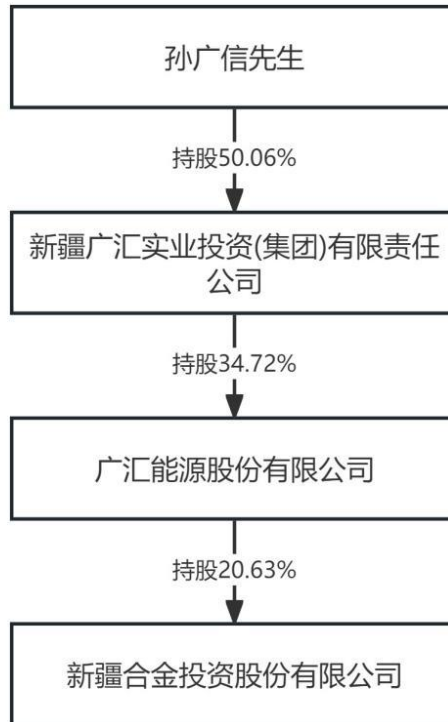 孙广信先生
持股50.06%
新疆广汇实业投资(集团)有限责任
公司
持股34.72%
广汇能源股份有限公司
持股20.63%
新疆合金投资股份有限公司